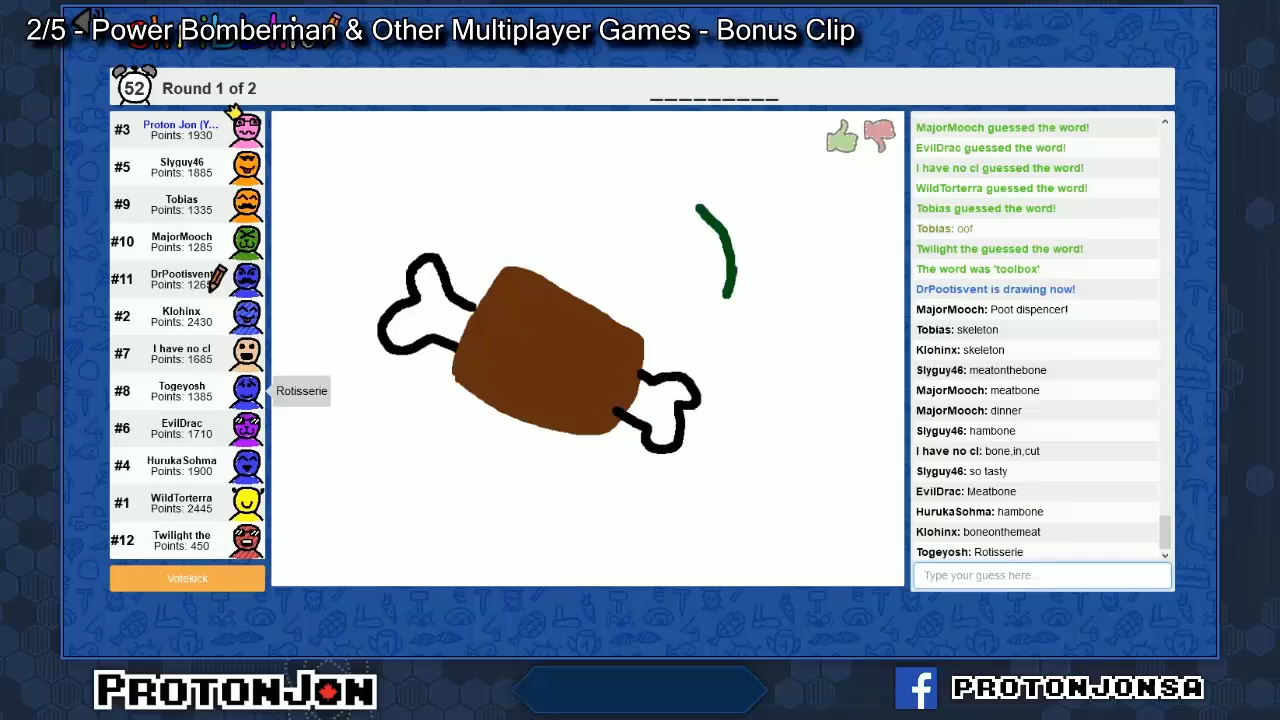 2/5 - Power Bomberman & Other Multiplayer Games - Bonus Clip
52
Round 1 of 2
_________
#3 Proton Jon (Y...
Points: 1930
#5 Slyguy46
Points: 1885
#9 Tobias
Points: 1335
#10 MajorMooch
Points: 1285
#11 DrPootisvent
Points: 126
#2 Klohinx
Points: 2430
#7 I have no cl
Points: 1685
#8 Togeyosh
Points: 1385
#6 EvilDrac
Points: 1710
#4 HurukaSohma
Points: 1900
#1 WildTorterra
Points: 2445
#12 Twilight the
Points: 450
Votekick
Rotisserie
MajorMooch guessed the word!
EvilDrac guessed the word!
I have no cl guessed the word!
WildTorterra guessed the word!
Tobias guessed the word!
Tobias: oof
Twilight the guessed the word!
The word was 'toolbox'
DrPootisvent is drawing now!
MajorMooch: Poot dispencer!
Tobias: skeleton
Klohinx: skeleton
Slyguy46: meatonthebone
MajorMooch: meatbone
MajorMooch: dinner
Slyguy46: hambone
I have no cl: bone,in,cut
Slyguy46: so tasty
EvilDrac: Meatbone
HurukaSohma: hambone
Klohinx: boneonthemeat
Togeyosh: Rotisserie
Type your guess here...
PROTONJON
PROTONJONSA